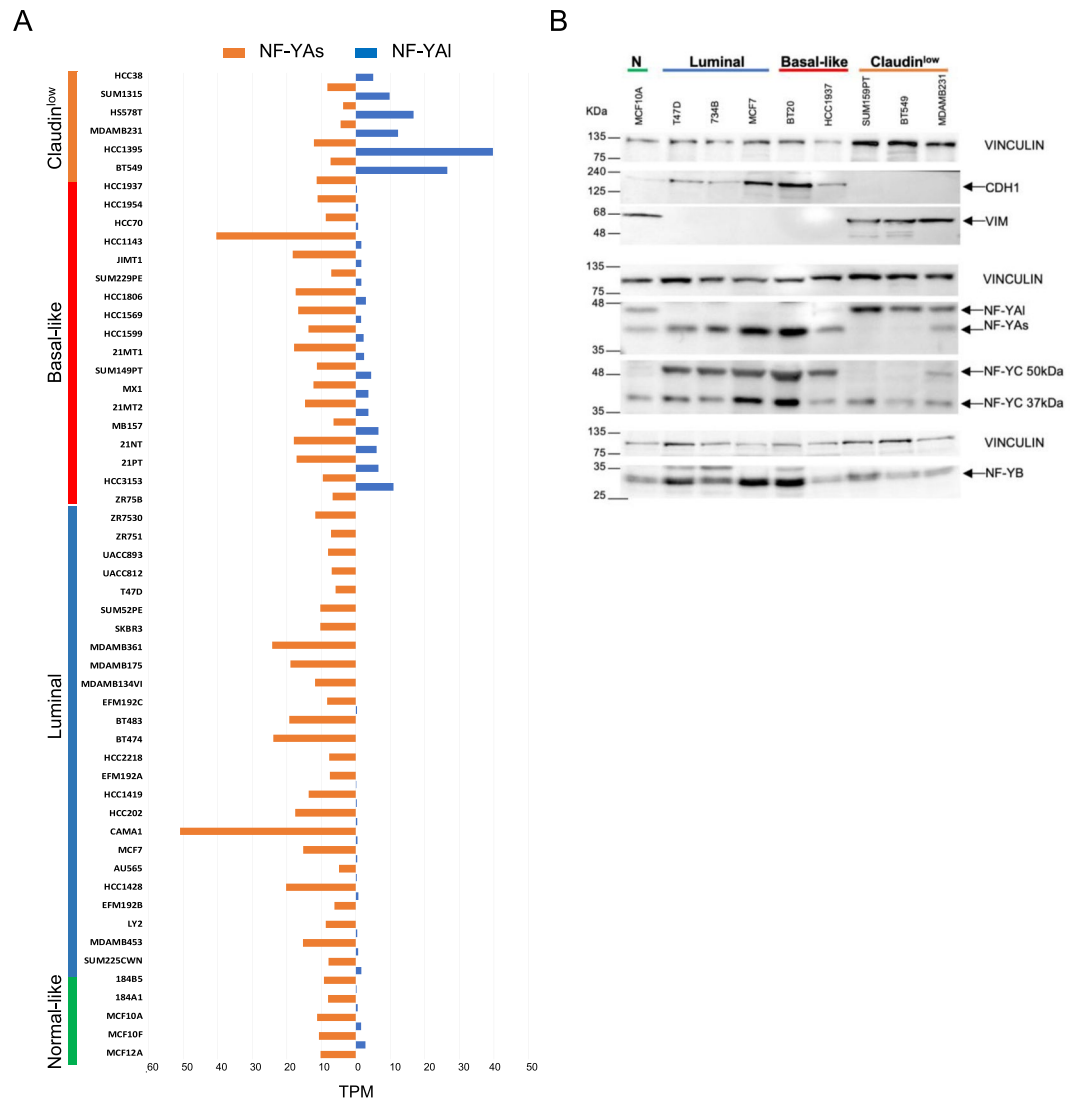 A
NF-YAs
NF-YAl
Claudinlow
Basal-like
Luminal
Normal-like
HCC38
SUM1315
HS578T
MDAMB231
HCC1395
BT549
HCC1937
HCC1954
HCC70
HCC1143
JIMT1
SUM229PE
HCC1806
HCC1569
HCC1599
21MT1
SUM149PT
MX1
21MT2
MB157
21NT
21PT
HCC3153
ZR75B
ZR7530
ZR751
UACC893
UACC812
T47D
SUM52PE
SKBR3
MDAMB361
MDAMB175
MDAMB134VI
EFM192C
BT483
BT474
HCC2218
EFM192A
HCC1419
HCC202
CAMA1
MCF7
AU565
HCC1428
EFM192B
LY2
MDAMB453
SUM225CWN
184B5
184A1
MCF10A
MCF10F
MCF12A
60 50 40 30 20 10 0 10 20 30 40 50
TPM
B
N Luminal Basal-like Claudinlow
KDa
MCF10A
T47D
734B
MCF7
BT20
HCC1937
SUM159PT
BT549
MDAMB231
135
75
VINCULIN
240
125
CDH1
68
48
VIM
135
75
VINCULIN
48
35
NF-YAl
NF-YAs
48
35
NF-YC 50kDa
NF-YC 37kDa
135
75
VINCULIN
35
25
NF-YB